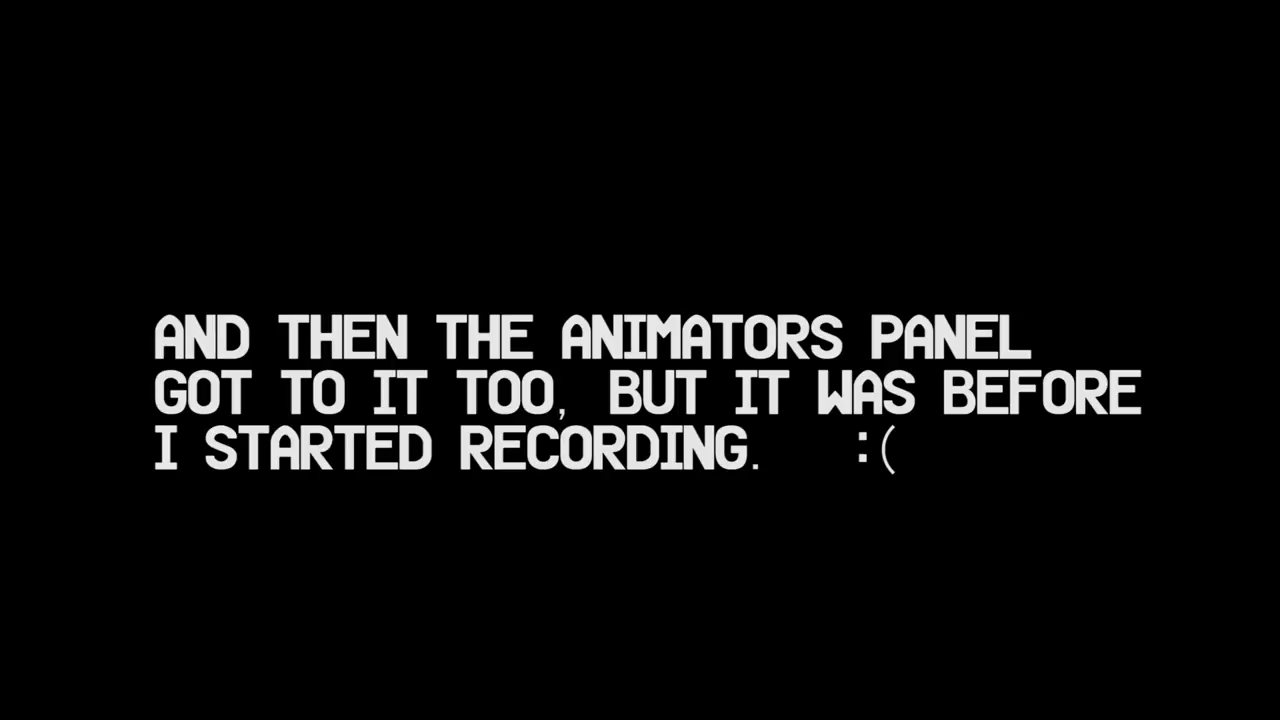 AND THEN THE ANIMATORS PANEL
GOT TO IT TOO, BUT IT WAS BEFORE
I STARTED RECORDING.   :(